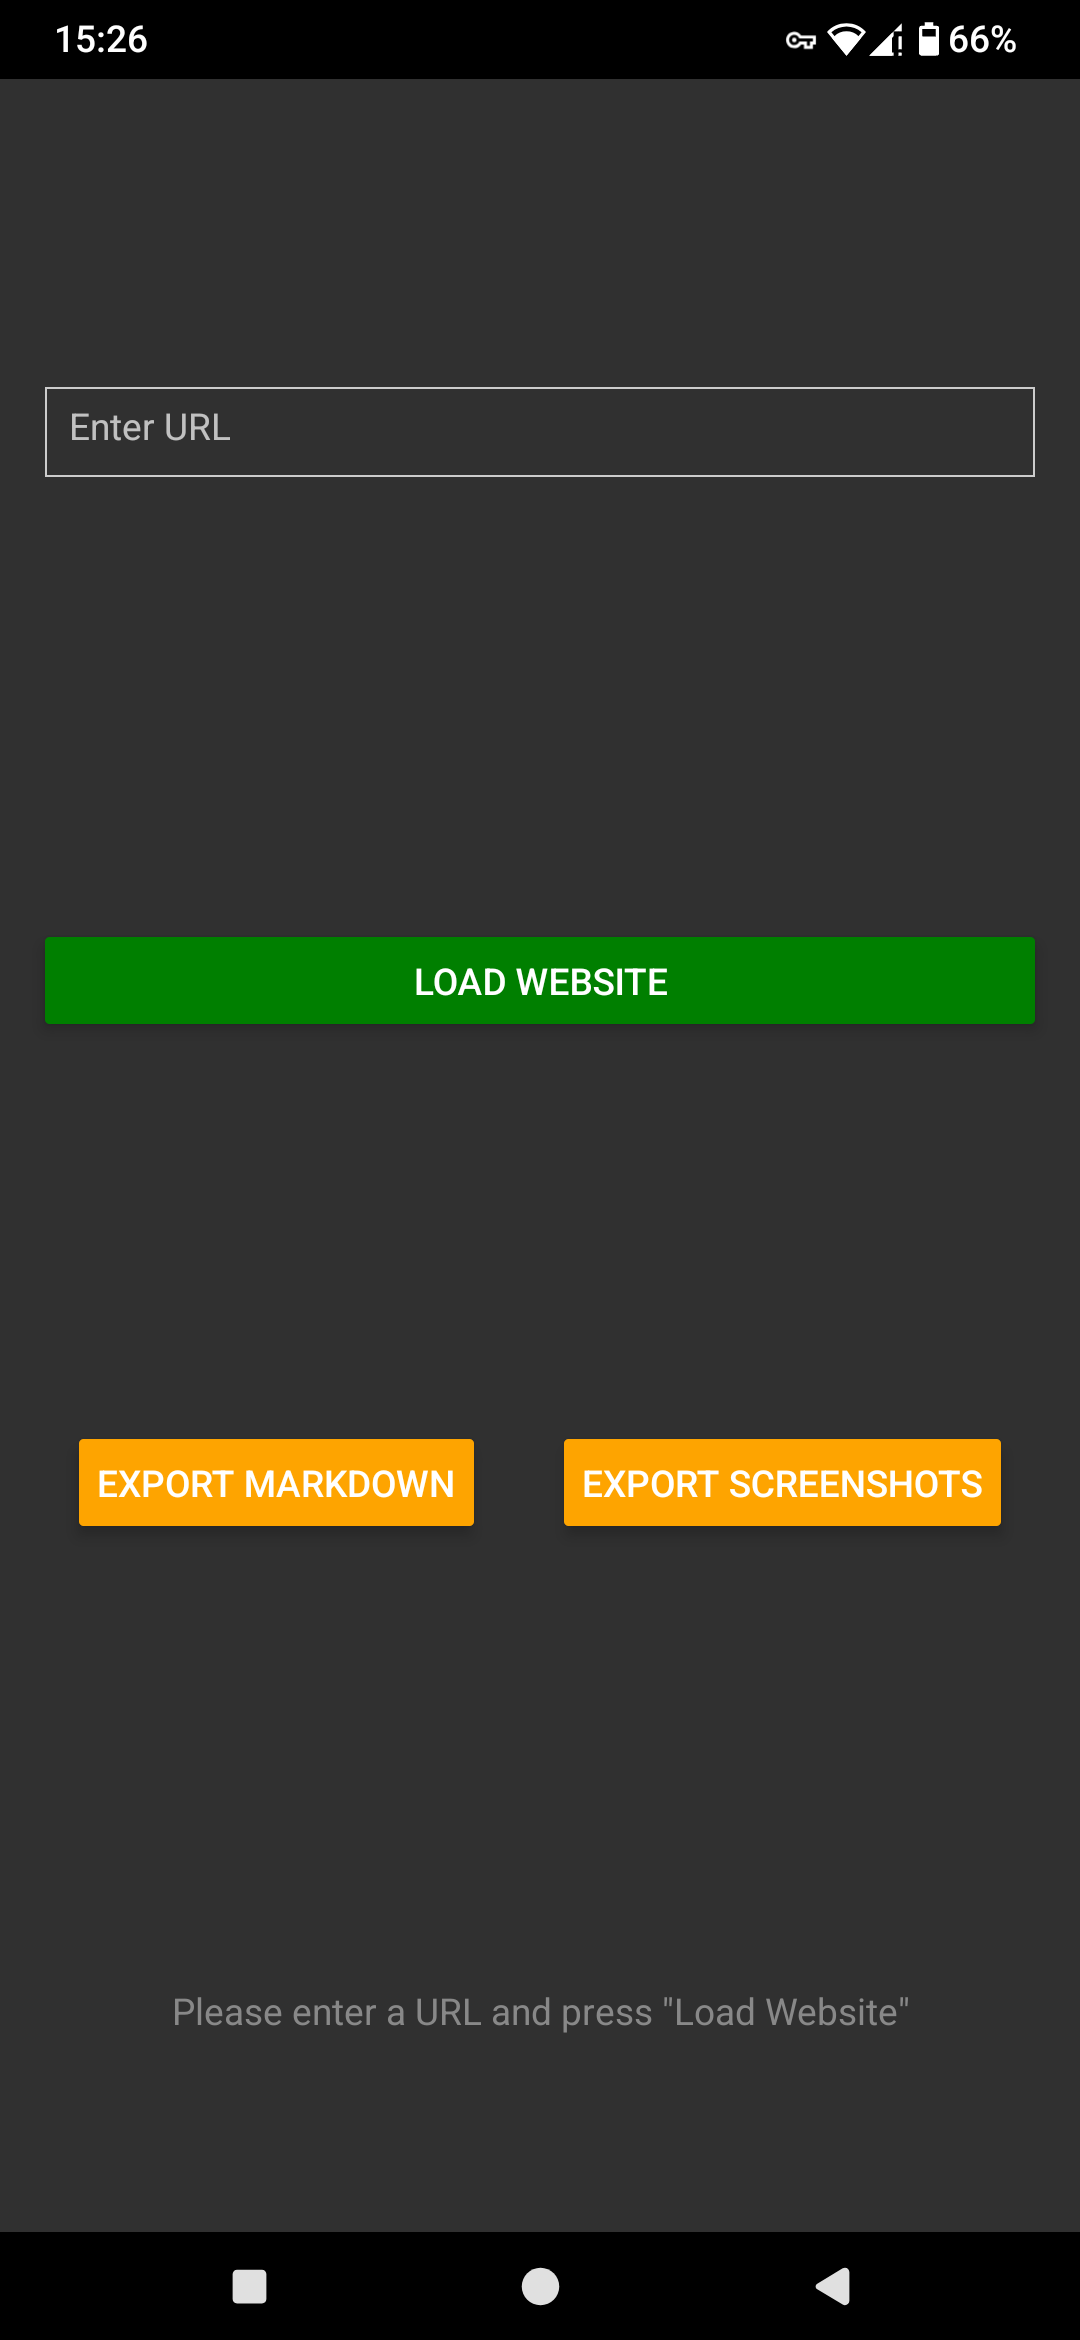 15:26
66%
Enter URL
LOAD WEBSITE
EXPORT MARKDOWN
EXPORT SCREENSHOTS
Please enter a URL and press "Load Website"